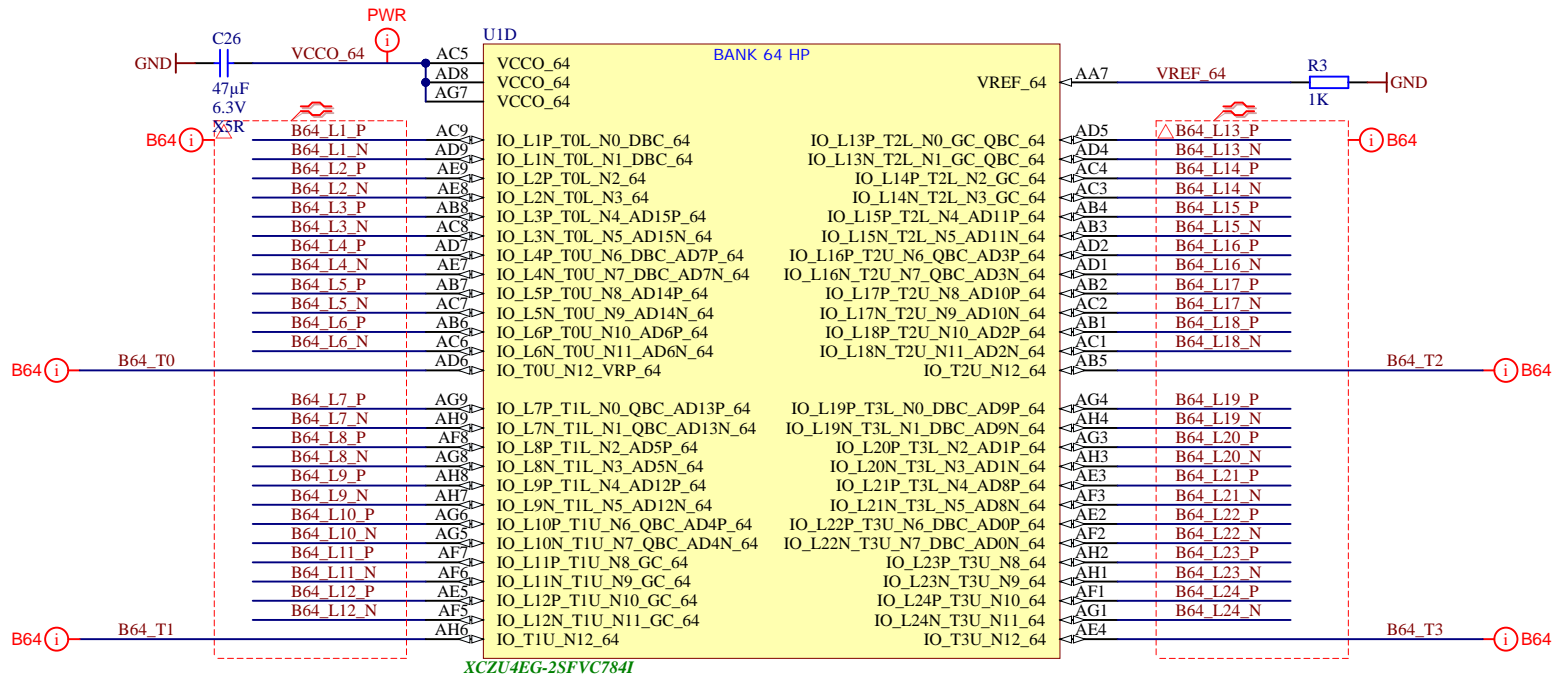 PWR
C26
U1D
GND
VCCO_64
AC5
VCCO_64
BANK 64 HP
AD8
VCCO_64
VREF_64
AA7
VREF_64
R3
GND
AG7
VCCO_64
1K
47µF
6.3V
X5R
B64
B64_L1_P AC9 IO_L1P_T0L_N0_DBC_64
B64_L1_N AD9 IO_L1N_T0L_N1_DBC_64
B64_L2_P AE9 IO_L2P_T0L_N2_64
B64_L2_N AE8 IO_L2N_T0L_N3_64
B64_L3_P AB8 IO_L3P_T0L_N4_AD15P_64
B64_L3_N AC8 IO_L3N_T0L_N5_AD15N_64
B64_L4_P AD7 IO_L4P_T0U_N6_DBC_AD7P_64
B64_L4_N AE7 IO_L4N_T0U_N7_DBC_AD7N_64
B64_L5_P AB7 IO_L5P_T0U_N8_AD14P_64
B64_L5_N AC7 IO_L5N_T0U_N9_AD14N_64
B64_L6_P AB6 IO_L6P_T0U_N10_AD6P_64
B64_L6_N AC6 IO_L6N_T0U_N11_AD6N_64
B64 i B64_T0 AD6 IO_T0U_N12_VRP_64
B64_L7_P AG9 IO_L7P_T1L_N0_QBC_AD13P_64
B64_L7_N AH9 IO_L7N_T1L_N1_QBC_AD13N_64
B64_L8_P AF8 IO_L8P_T1L_N2_AD5P_64
B64_L8_N AG8 IO_L8N_T1L_N3_AD5N_64
B64_L9_P AH8 IO_L9P_T1L_N4_AD12P_64
B64_L9_N AH7 IO_L9N_T1L_N5_AD12N_64
B64_L10_P AG6 IO_L10P_T1U_N6_QBC_AD4P_64
B64_L10_N AG5 IO_L10N_T1U_N7_QBC_AD4N_64
B64_L11_P AF7 IO_L11P_T1U_N8_GC_64
B64_L11_N AF6 IO_L11N_T1U_N9_GC_64
B64_L12_P AE5 IO_L12P_T1U_N10_GC_64
B64_L12_N AF5 IO_L12N_T1U_N11_GC_64
B64 i B64_T1 AH6 IO_T1U_N12_64
IO_L13P_T2L_N0_GC_QBC_64 AD5 B64_L13_P i B64
IO_L13N_T2L_N1_GC_QBC_64 AD4 B64_L13_N
IO_L14P_T2L_N2_GC_64 AC4 B64_L14_P
IO_L14N_T2L_N3_GC_64 AC3 B64_L14_N
IO_L15P_T2L_N4_AD11P_64 AB4 B64_L15_P
IO_L15N_T2L_N5_AD11N_64 AB3 B64_L15_N
IO_L16P_T2U_N6_QBC_AD3P_64 AD2 B64_L16_P
IO_L16N_T2U_N7_QBC_AD3N_64 AD1 B64_L16_N
IO_L17P_T2U_N8_AD10P_64 AB2 B64_L17_P
IO_L17N_T2U_N9_AD10N_64 AC2 B64_L17_N
IO_L18P_T2U_N10_AD2P_64 AB1 B64_L18_P
IO_L18N_T2U_N11_AD2N_64 AC1 B64_L18_N
IO_T2U_N12_64 AB5 B64_T2 i B64
IO_L19P_T3L_N0_DBC_AD9P_64 AG4 B64_L19_P
IO_L19N_T3L_N1_DBC_AD9N_64 AH4 B64_L19_N
IO_L20P_T3L_N2_AD1P_64 AG3 B64_L20_P
IO_L20N_T3L_N3_AD1N_64 AH3 B64_L20_N
IO_L21P_T3L_N4_AD8P_64 AE3 B64_L21_P
IO_L21N_T3L_N5_AD8N_64 AF3 B64_L21_N
IO_L22P_T3U_N6_DBC_AD0P_64 AE2 B64_L22_P
IO_L22N_T3U_N7_DBC_AD0N_64 AF2 B64_L22_N
IO_L23P_T3U_N8_64 AH2 B64_L23_P
IO_L23N_T3U_N9_64 AH1 B64_L23_N
IO_L24P_T3U_N10_64 AF1 B64_L24_P
IO_L24N_T3U_N11_64 AG1 B64_L24_N
IO_T3U_N12_64 AE4 B64_T3 i B64
XCZU4EG-2SFVC784I